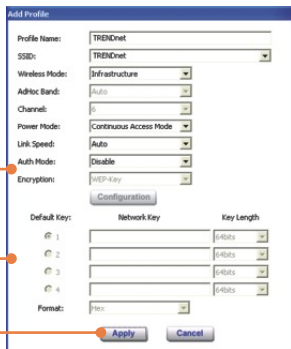 Add Profile
Profile Name: TRENDnet
SSID: TRENDnet
Wireless Mode: Infrastructure
AdHoc Band: Auto
Channel: 6
Power Mode: Continuous Access Mode
Link Speed: Auto
Auth Mode: Disable
Encryption: WEP-Key
Configuration
Default Key: Network Key Key Length
1 64bits
2 64bits
3 64bits
4 64bits
Format: Hex
Apply Cancel